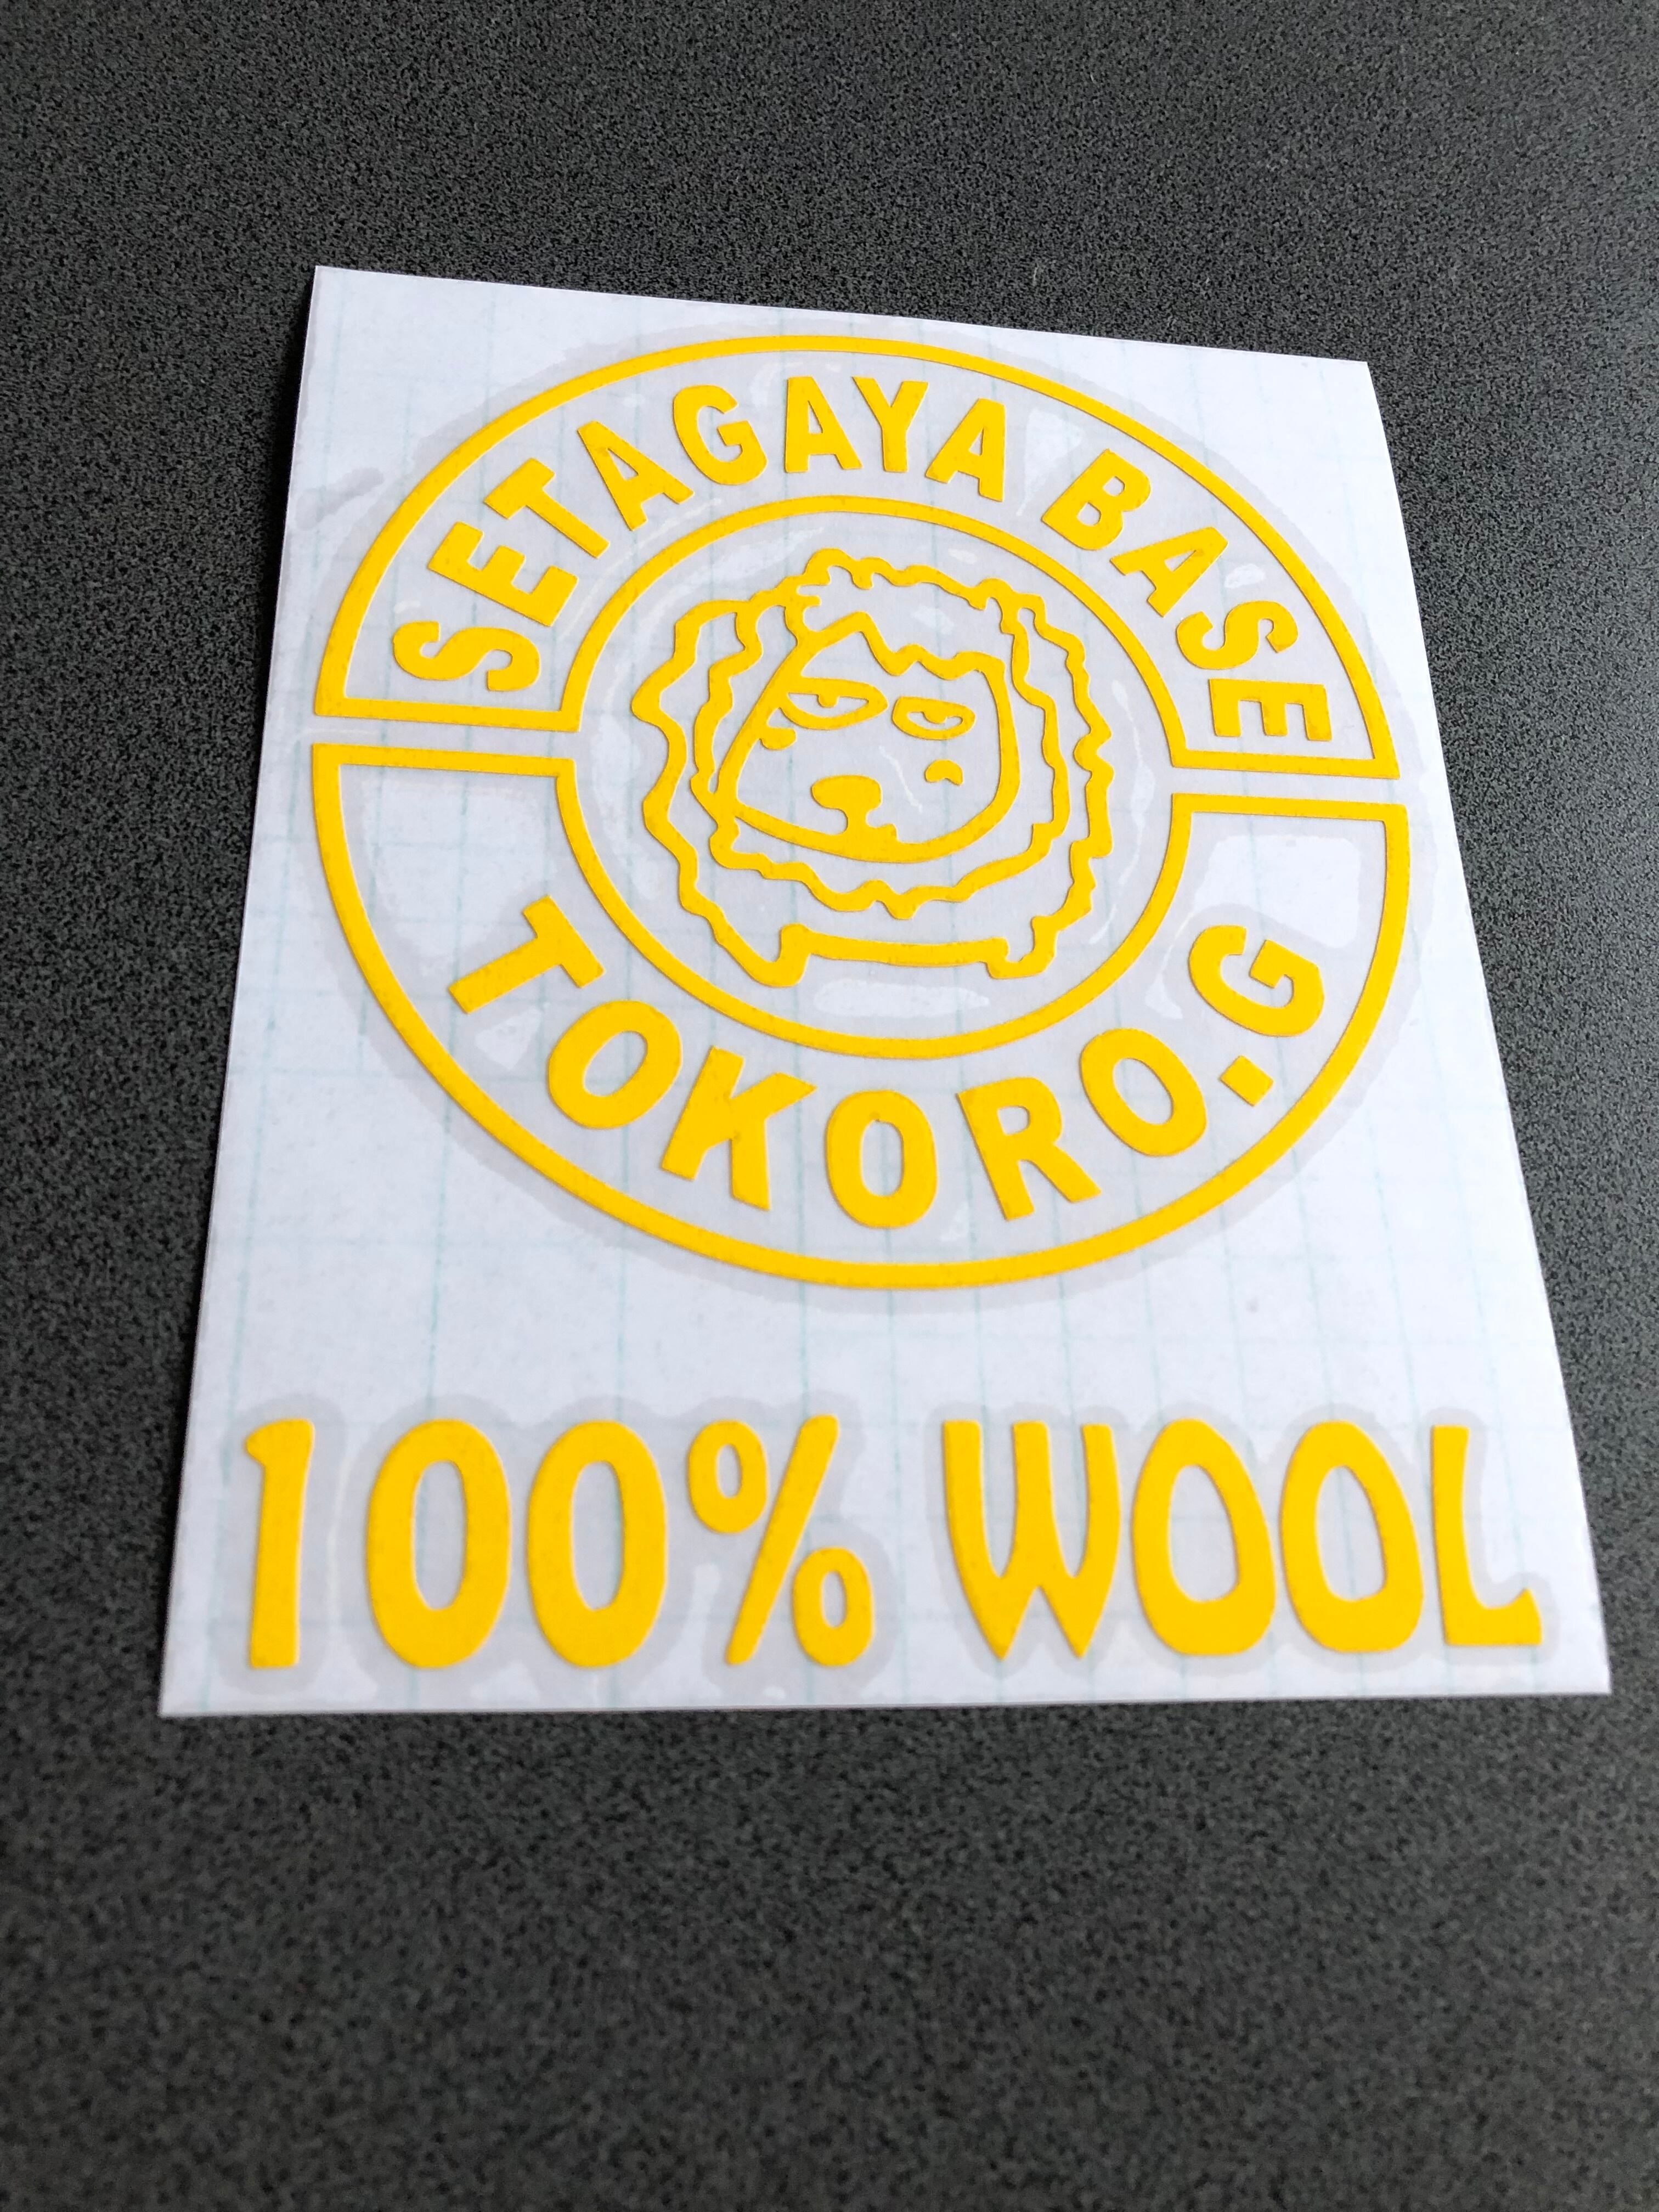 SETAGAYA BASE
TOKORO.G
100% WOOL